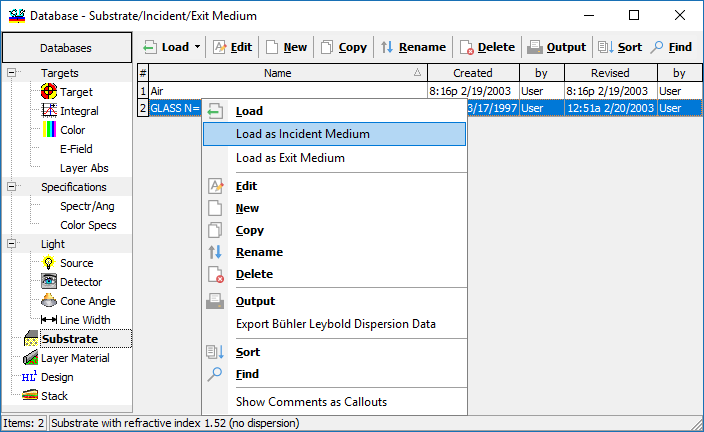 Database - Substrate/Incident/Exit Medium
Databases
Load Edit New Copy Rename Delete Output Sort Find
Targets
Target
Integral
Color
E-Field
Layer Abs
Specifications
Spectr/Ang
Color Specs
Light
Source
Detector
Cone Angle
Line Width
Substrate
Layer Material
HL1 Design
Stack
# Name Created by Revised by
1 Air 8:16p 2/19/2003 User 8:16p 2/19/2003 User
2 GLASS N= 3/17/1997 User 12:51a 2/20/2003 User
Load
Load as Incident Medium
Load as Exit Medium
Edit
New
Copy
Rename
Delete
Output
Export Bühler Leybold Dispersion Data
Sort
Find
Show Comments as Callouts
Items: 2 Substrate with refractive index 1.52 (no dispersion)